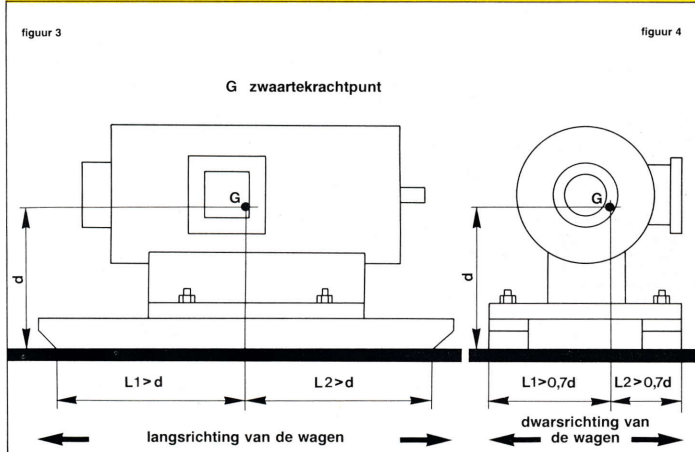 figuur 3
figuur 4
G zwaartekrachtpunt
G
G
d
d
L1>d
L2>d
L1>0,7d
L2>0,7d
langsrichting van de wagen
dwarsrichting van
de wagen